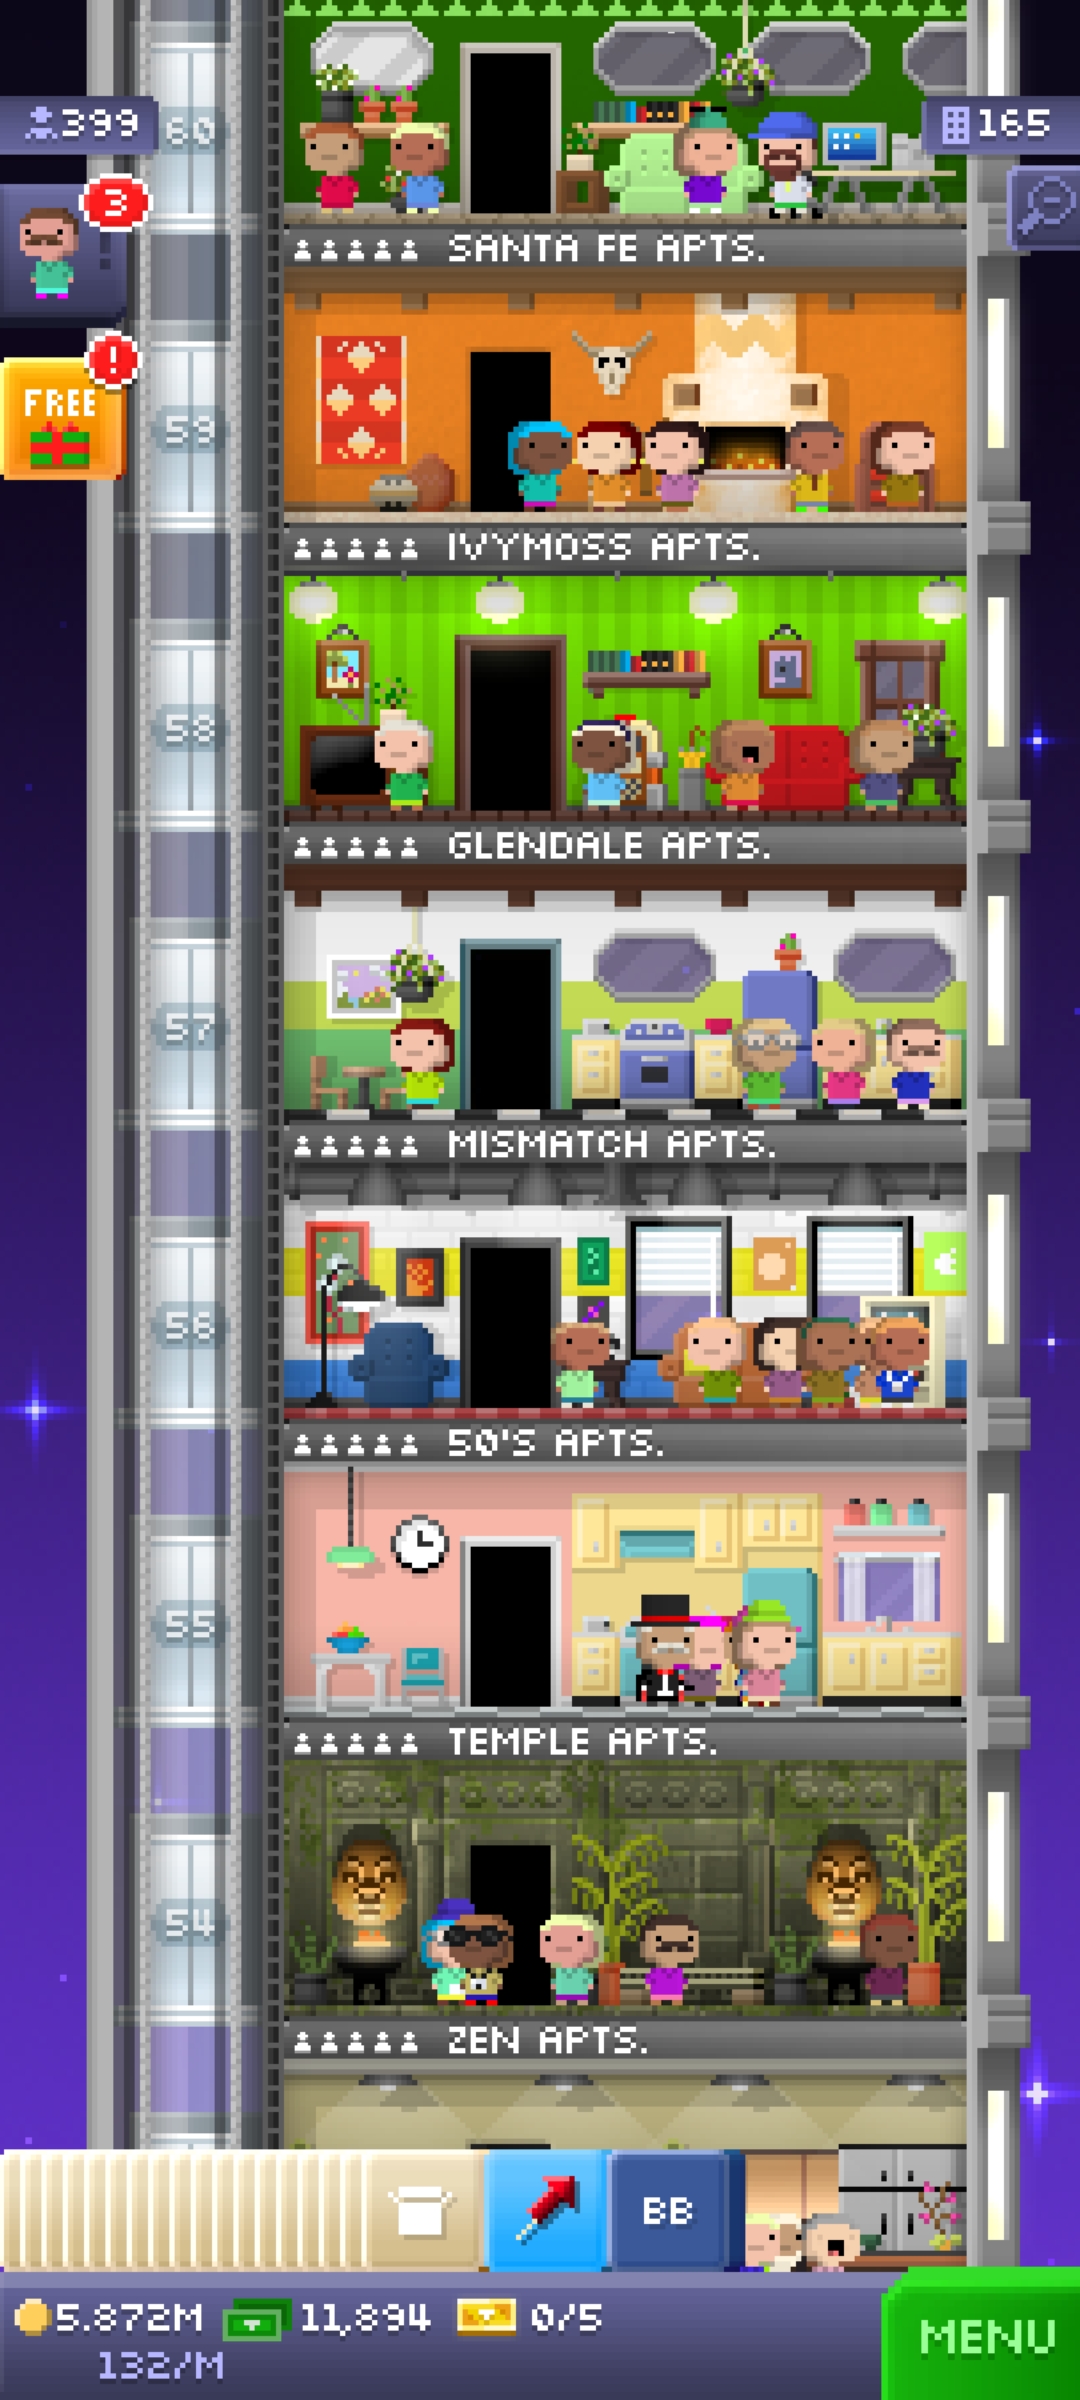 399
60
165
3
SANTA FE APTS.
!
FREE
59
IVYMOSS APTS.
58
GLENDALE APTS.
57
MISMATCH APTS.
56
50'S APTS.
55
TEMPLE APTS.
54
ZEN APTS.
BB
5.872M
11,894
0/5
132/M
MENU